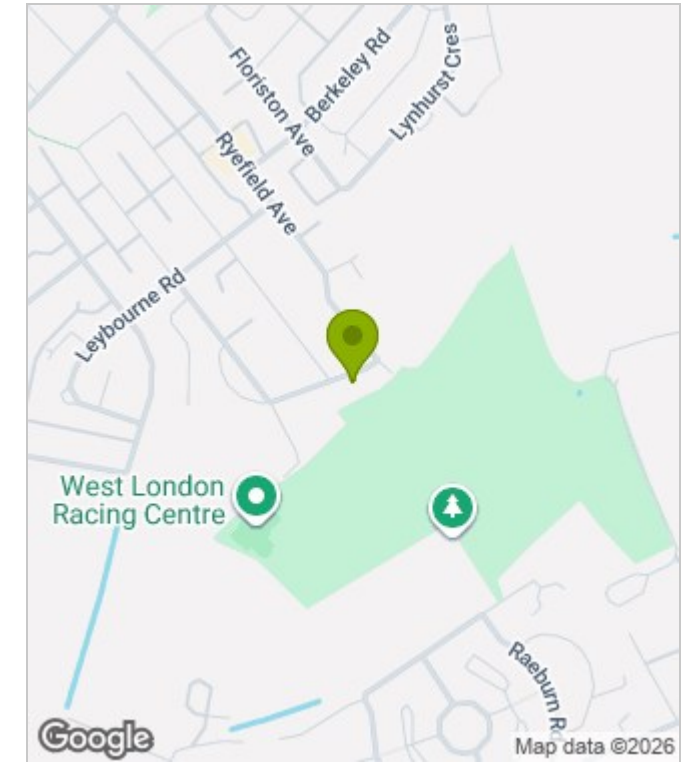 Floriston Ave
Berkeley Rd
Lynhurst Cres
Ryefield Ave
Leybourne Rd
West London
Racing Centre
Raeburn Rd
Google
Map data ©2026